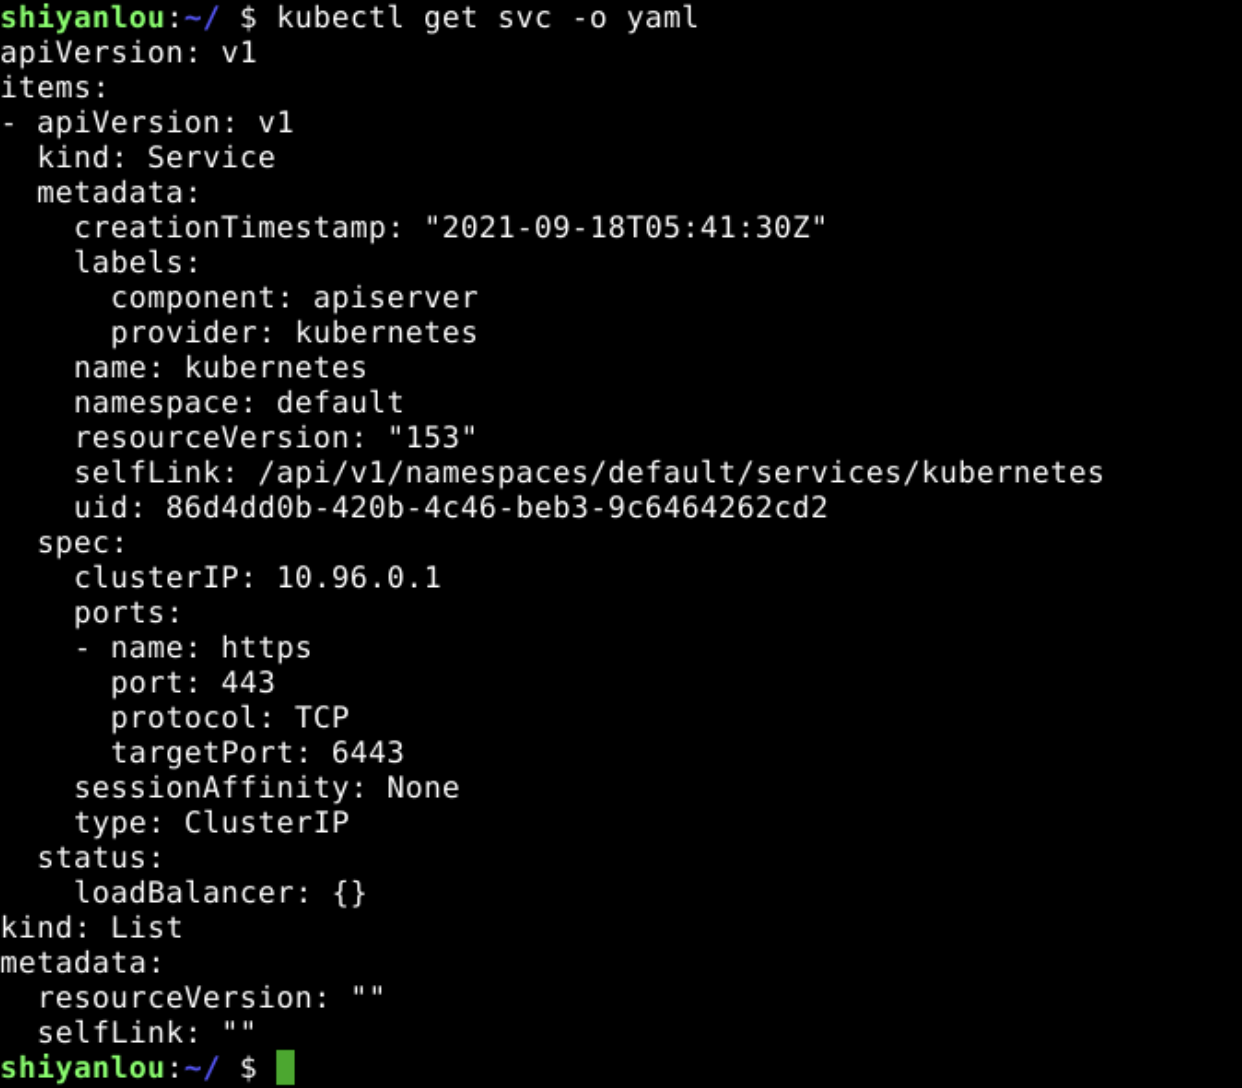 shiyanlou:~/ $ kubectl get svc -o yaml
apiVersion: v1
items:
- apiVersion: v1
  kind: Service
  metadata:
    creationTimestamp: "2021-09-18T05:41:30Z"
    labels:
      component: apiserver
      provider: kubernetes
    name: kubernetes
    namespace: default
    resourceVersion: "153"
    selfLink: /api/v1/namespaces/default/services/kubernetes
    uid: 86d4dd0b-420b-4c46-beb3-9c6464262cd2
  spec:
    clusterIP: 10.96.0.1
    ports:
    - name: https
      port: 443
      protocol: TCP
      targetPort: 6443
    sessionAffinity: None
    type: ClusterIP
  status:
    loadBalancer: {}
kind: List
metadata:
  resourceVersion: ""
  selfLink: ""
shiyanlou:~/ $